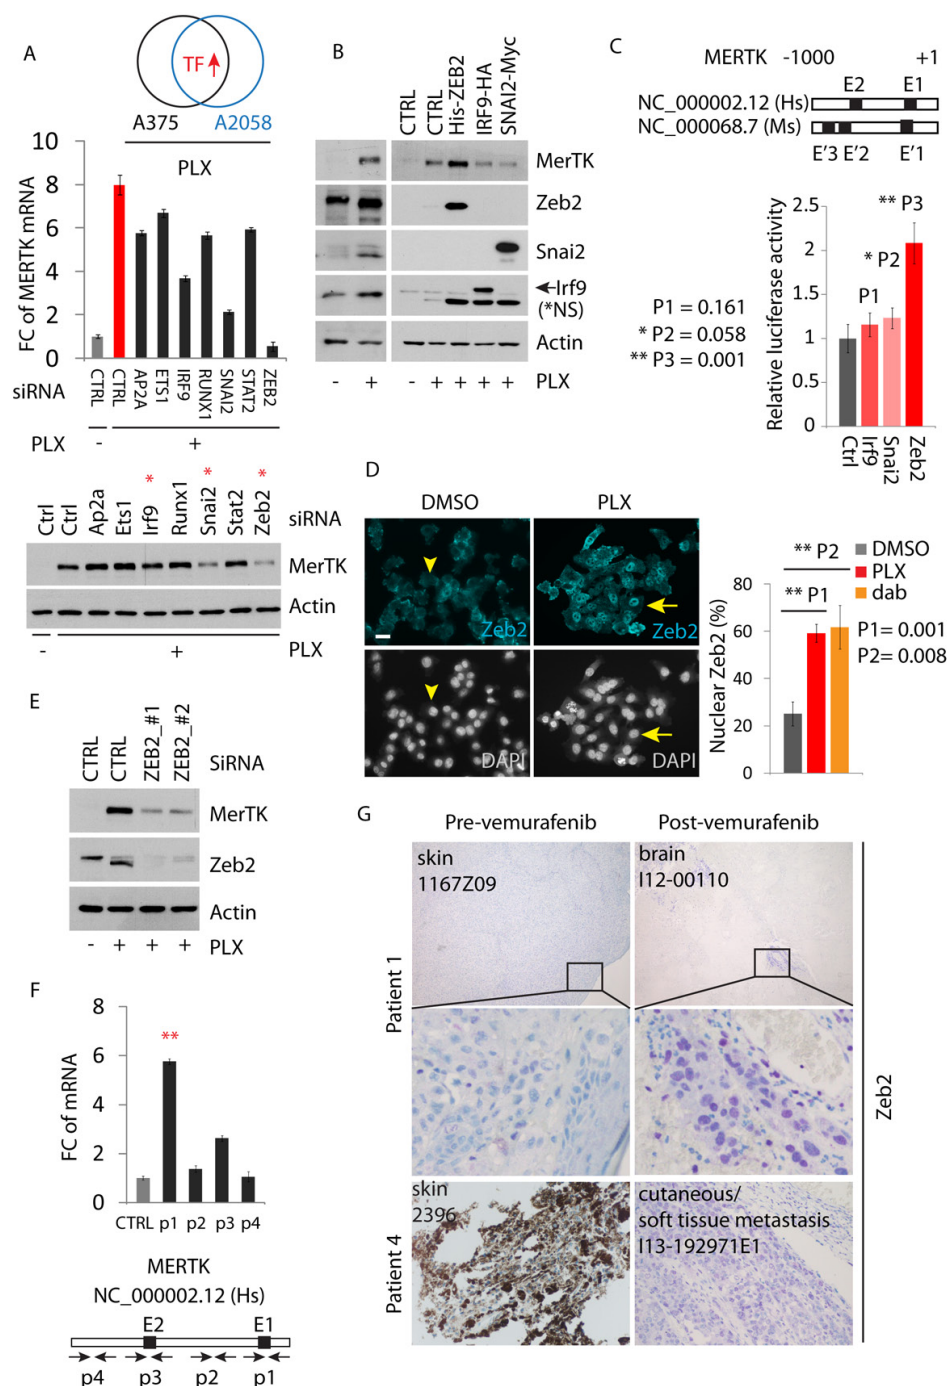 A
TF
A375
A2058
PLX
FC of MERTK mRNA
10
8
6
4
2
0
siRNA
CTRL
CTRL
AP2A
ETS1
IRF9
RUNX1
SNAI2
STAT2
ZEB2
PLX
-
+
Ctrl
Ctrl
Ap2a
Ets1
Irf9
*
Runx1
Snai2
*
Stat2
Zeb2
*
siRNA
MerTK
Actin
-
+
PLX
B
CTRL
CTRL
His-ZEB2
IRF9-HA
SNAI2-Myc
MerTK
Zeb2
Snai2
Irf9
(*NS)
Actin
- + - + + + + PLX
C
MERTK -1000 +1
E2 E1
NC_000002.12 (Hs)
NC_000068.7 (Ms)
E'3 E'2 E'1
Relative luciferase activity
2.5
2
1.5
1
0.5
0
** P3
* P2
P1
P1 = 0.161
* P2 = 0.058
** P3 = 0.001
Ctrl
Irf9
Snai2
Zeb2
D
DMSO PLX
Zeb2
Zeb2
DAPI
DAPI
Nuclear Zeb2 (%)
80
60
40
20
0
** P2
** P1
DMSO
PLX
dab
P1= 0.001
P2= 0.008
E
CTRL
CTRL
ZEB2_#1
ZEB2_#2
SiRNA
MerTK
Zeb2
Actin
- + + + PLX
F
FC of mRNA
8
6
4
2
0
**
CTRL p1 p2 p3 p4
MERTK
NC_000002.12 (Hs)
E2 E1
p4 p3 p2 p1
G
Pre-vemurafenib Post-vemurafenib
Patient 1
skin
1167Z09
brain
I12-00110
Patient 4
skin
2396
cutaneous/
soft tissue metastasis
I13-192971E1
Zeb2